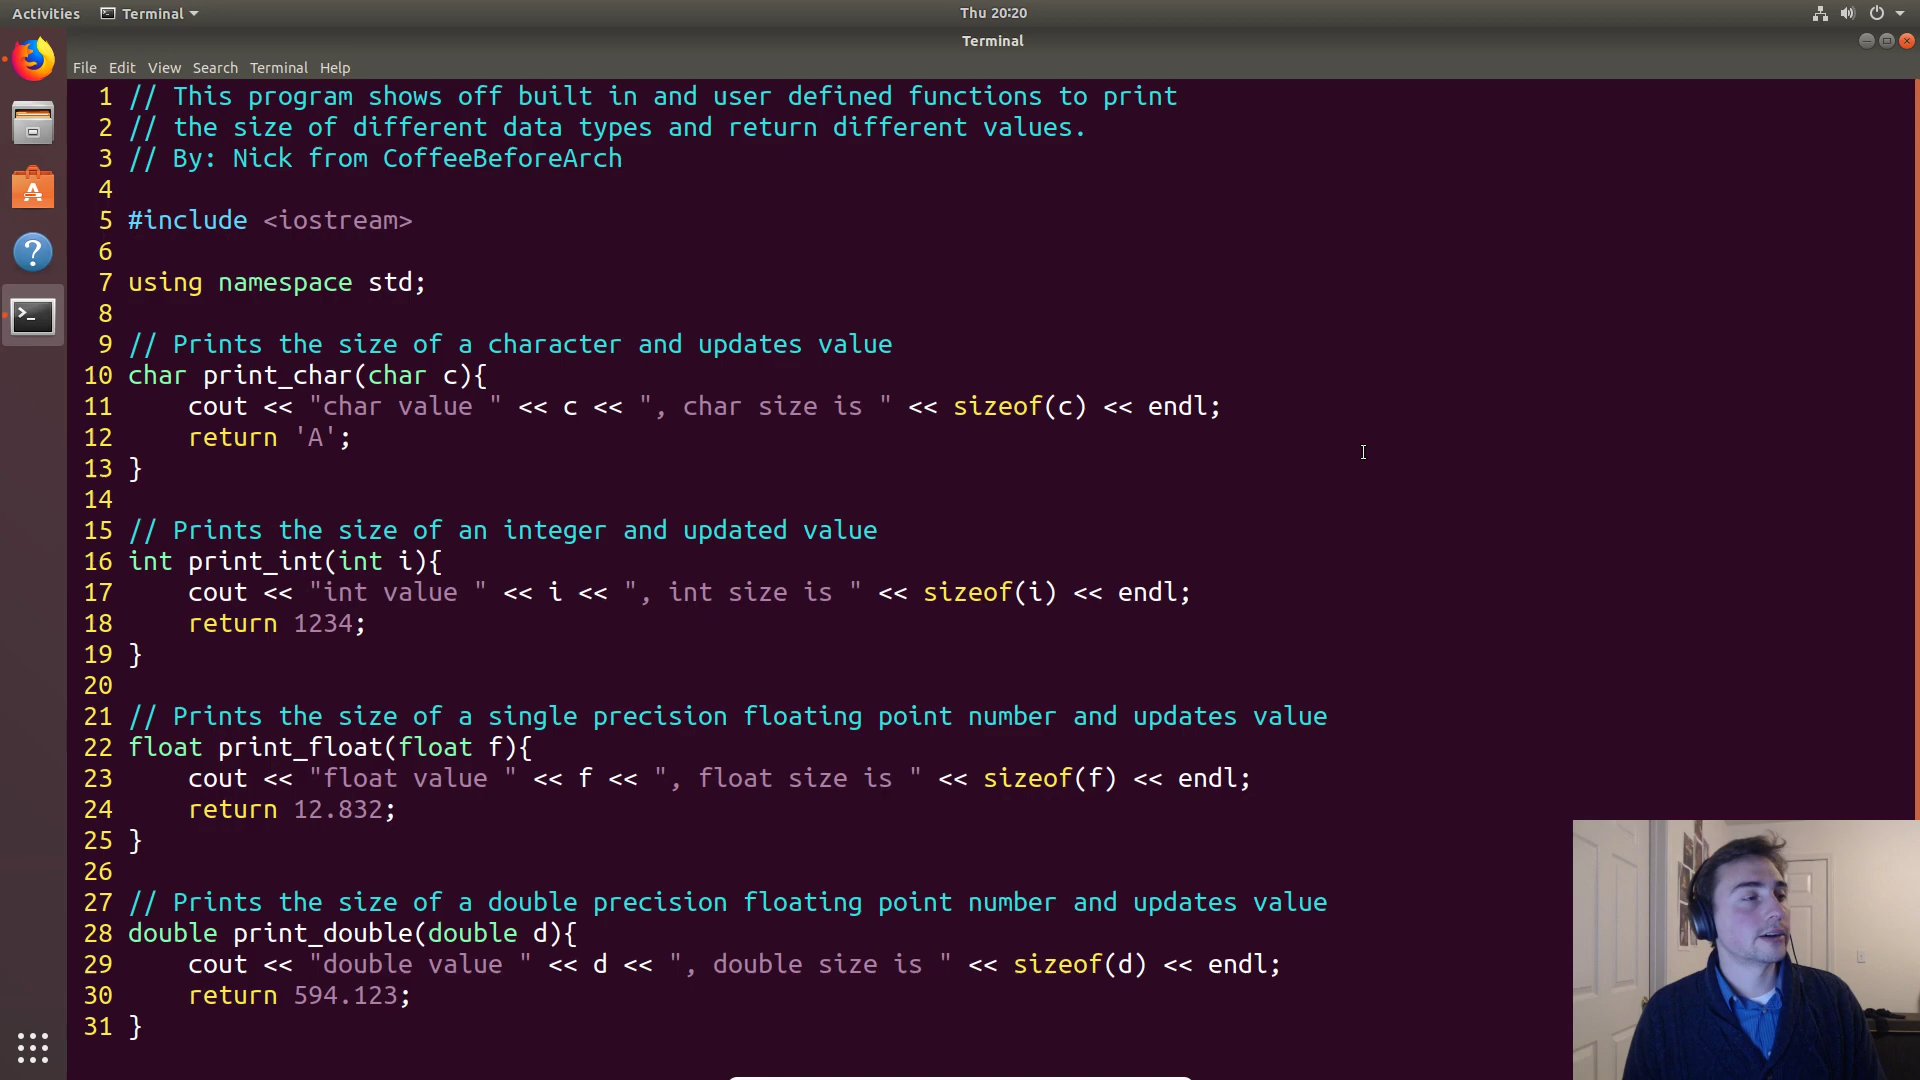 Activities Terminal Thu 20:20
Terminal
File Edit View Search Terminal Help
1 // This program shows off built in and user defined functions to print
2 // the size of different data types and return different values.
3 // By: Nick from CoffeeBeforeArch
4
5 #include <iostream>
6
7 using namespace std;
8
9 // Prints the size of a character and updates value
10 char print_char(char c){
11     cout << "char value " << c << ", char size is " << sizeof(c) << endl;
12     return 'A';
13 }
14
15 // Prints the size of an integer and updated value
16 int print_int(int i){
17     cout << "int value " << i << ", int size is " << sizeof(i) << endl;
18     return 1234;
19 }
20
21 // Prints the size of a single precision floating point number and updates value
22 float print_float(float f){
23     cout << "float value " << f << ", float size is " << sizeof(f) << endl;
24     return 12.832;
25 }
26
27 // Prints the size of a double precision floating point number and updates value
28 double print_double(double d){
29     cout << "double value " << d << ", double size is " << sizeof(d) << endl;
30     return 594.123;
31 }